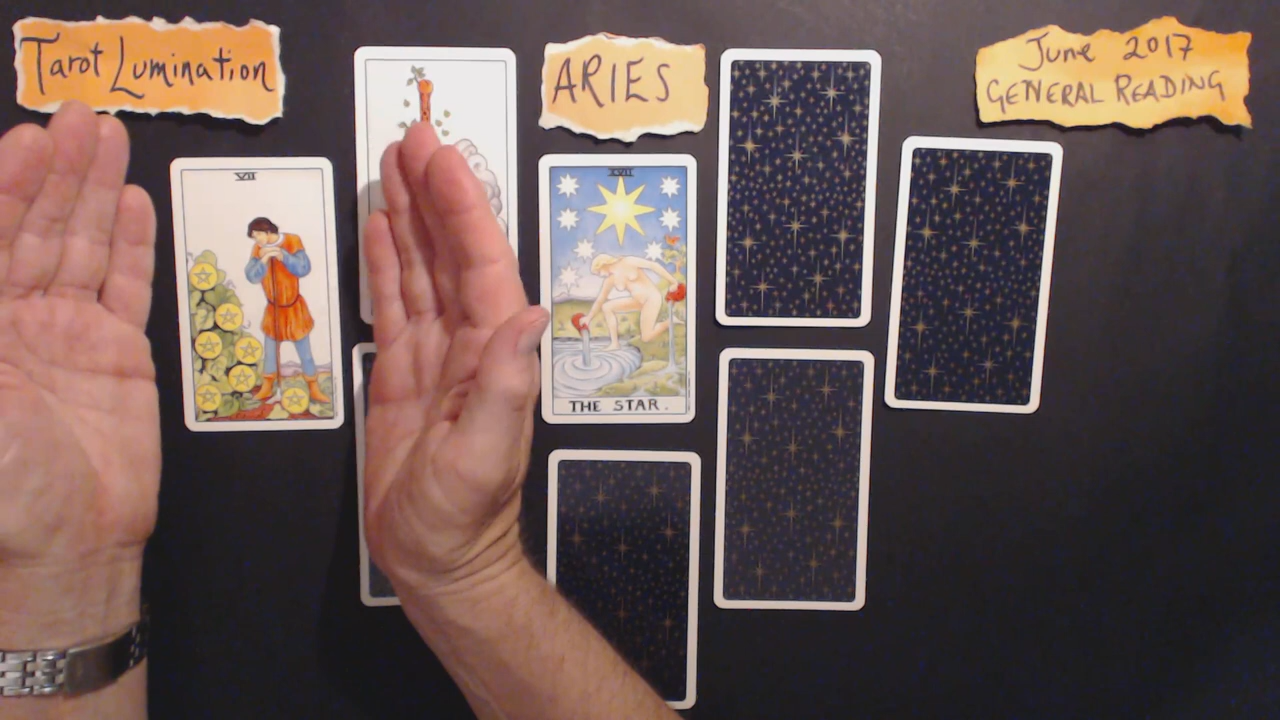 Tarot Lumination
ARIES
June 2017
GENERAL READING
VII
XVII
THE STAR.